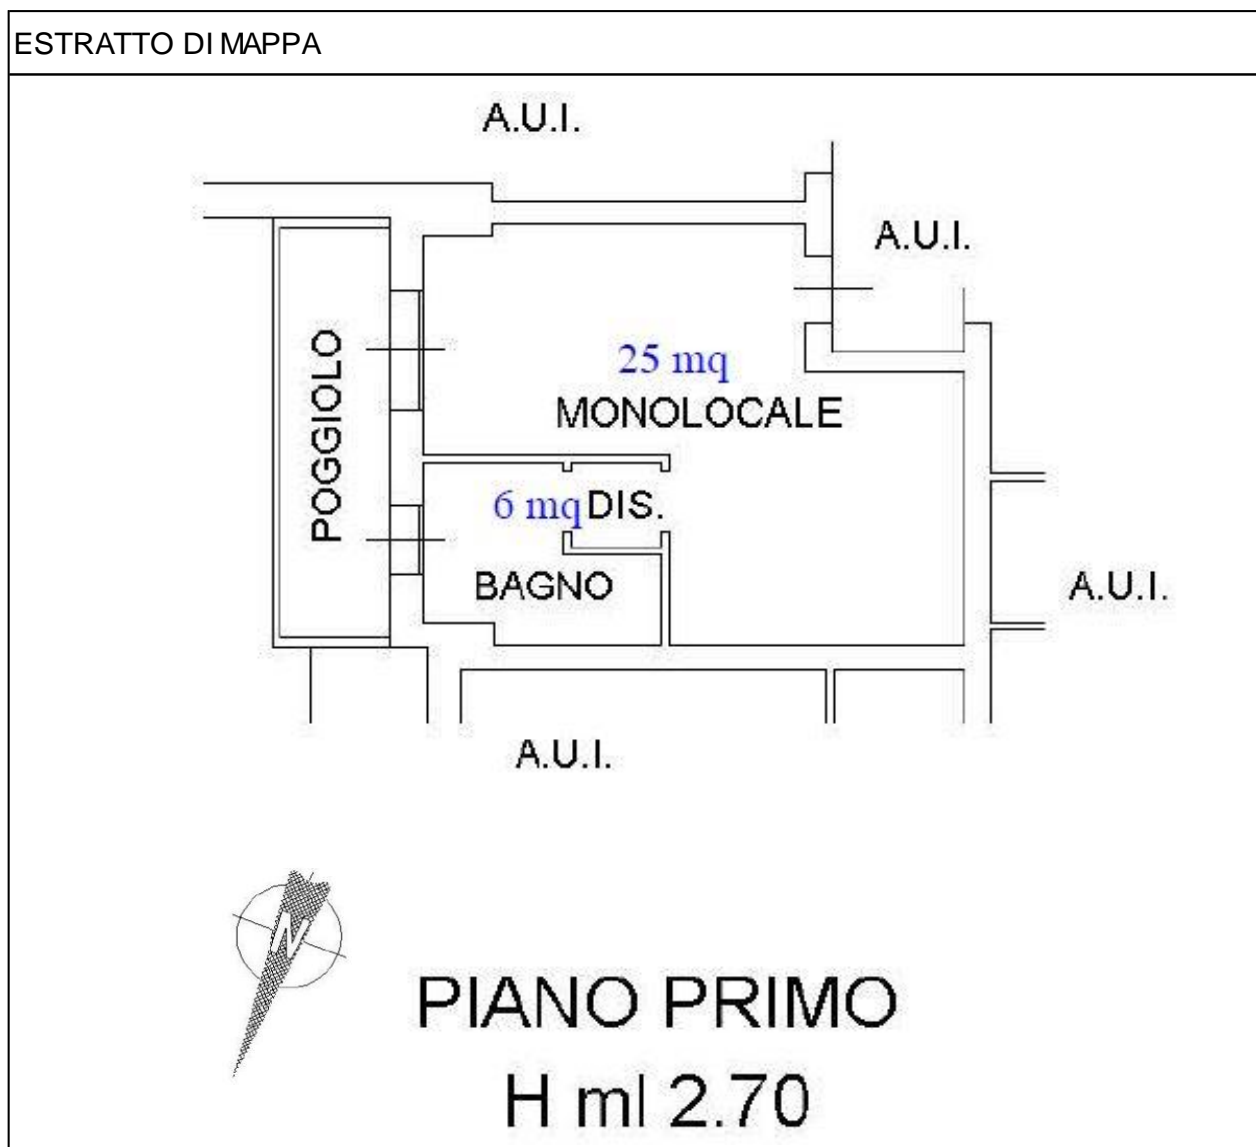 ESTRATTO DI MAPPA
A.U.I.
A.U.I.
25 mq
MONOLOCALE
POGGIOLO
6 mq DIS.
BAGNO
A.U.I.
A.U.I.
N
PIANO PRIMO
H ml 2.70